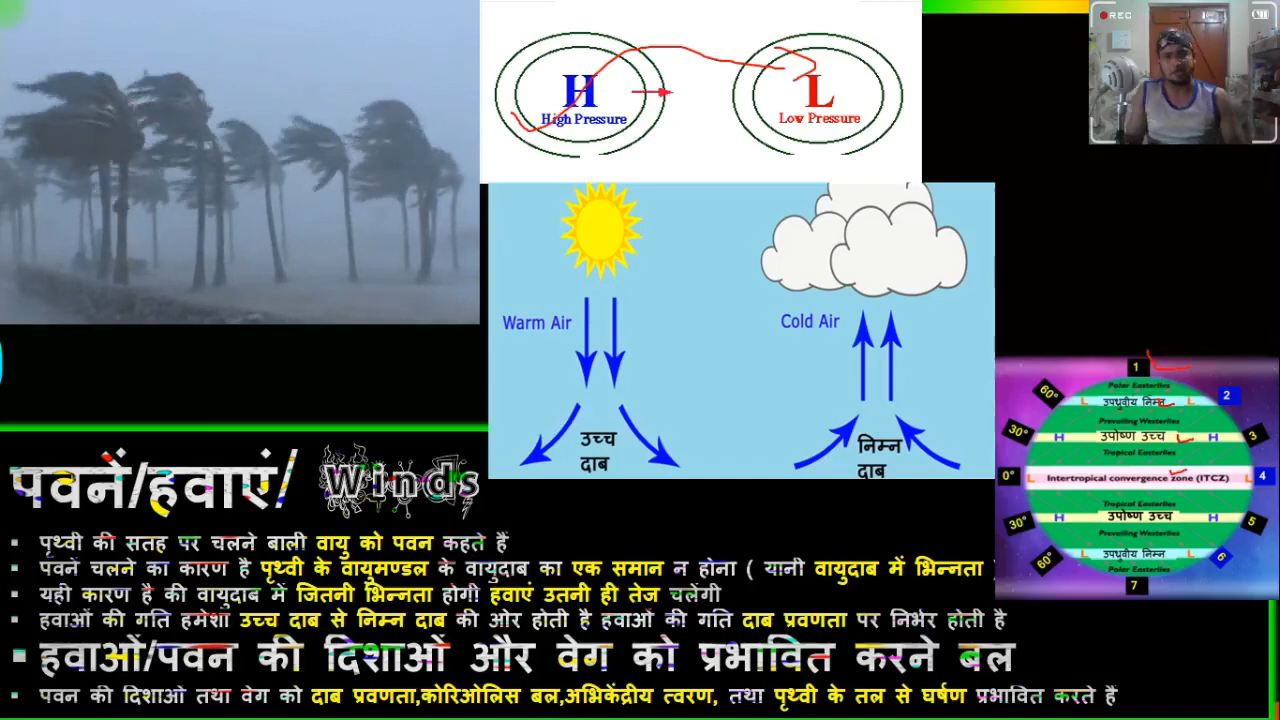 REC
H
High Pressure
L
Low Pressure
Warm Air
Cold Air
उच्च
दाब
निम्न
दाब
1
Polar Easterlies
60°
L उपध्रुवीय निम्न L
2
Prevailing Westerlies
30°
H उपोष्ण उच्च H
3
Tropical Easterlies
0°
L Intertropical convergence zone (ITCZ) L
4
Tropical Easterlies
30°
H उपोष्ण उच्च H
5
Prevailing Westerlies
60°
L उपध्रुवीय निम्न L
6
Polar Easterlies
7
पवनें/हवाएं/ Winds
▪ पृथ्वी की सतह पर चलने बाली वायु को पवन कहते हैं
▪ पवनें चलने का कारण है पृथ्वी के वायुमण्डल के वायुदाब का एक समान न होना ( यानी वायुदाब में भिन्नता )
▪ यही कारण है की वायुदाब में जितनी भिन्नता होगी हवाएं उतनी ही तेज चलेंगी
▪ हवाओं की गति हमेशा उच्च दाब से निम्न दाब की ओर होती है हवाओं की गति दाब प्रवणता पर निर्भर होती है
▪ हवाओं/पवन की दिशाओं और वेग को प्रभावित करने बल
▪ पवन की दिशाओं तथा वेग को दाब प्रवणता,कोरिओलिस बल,अभिकेंद्रीय त्वरण, तथा पृथ्वी के तल से घर्षण प्रभावित करते हैं